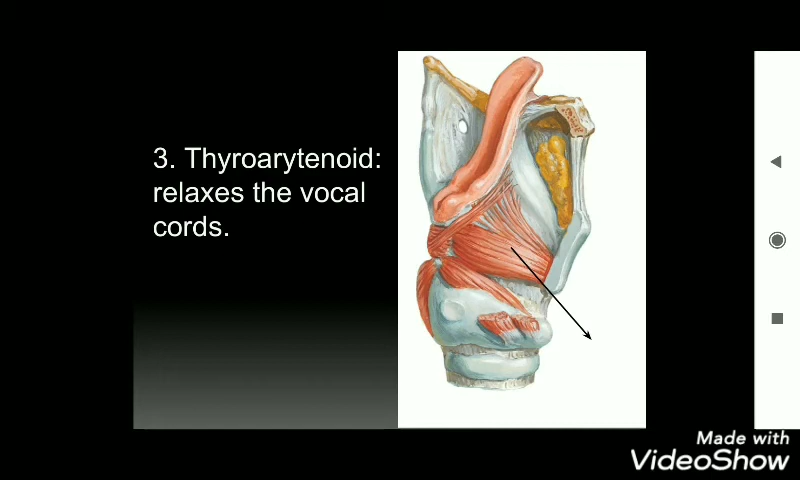 3. Thyroarytenoid:
relaxes the vocal
cords.
Made with
VideoShow